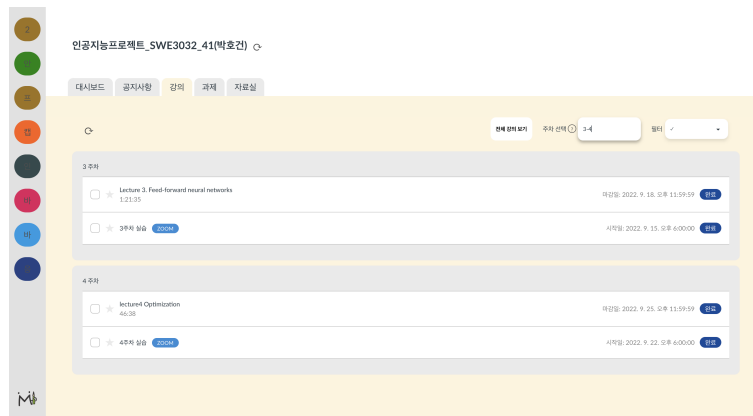 2
인공지능프로젝트_SWE3032_41(박호건)
대시보드 공지사항 강의 과제 자료실
전체 강의 보기 주차 선택 ? 3-4 필터 ✓
3 주차
Lecture 3. Feed-forward neural networks
1:21:35
마감일: 2022. 9. 18. 오후 11:59:59 완료
3주차 실습 ZOOM
시작일: 2022. 9. 15. 오후 6:00:00 완료
4 주차
lecture4 Optimization
46:38
마감일: 2022. 9. 25. 오후 11:59:59 완료
4주차 실습 ZOOM
시작일: 2022. 9. 22. 오후 6:00:00 완료